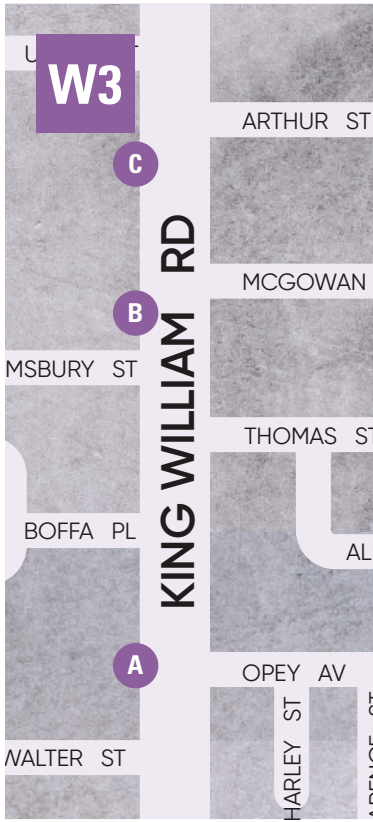 W3
ARTHUR ST
C
KING WILLIAM RD
MCGOWAN
B
MSBURY ST
THOMAS ST
BOFFA PL
AL
A
OPEY AV
HARLEY ST
WALTER ST